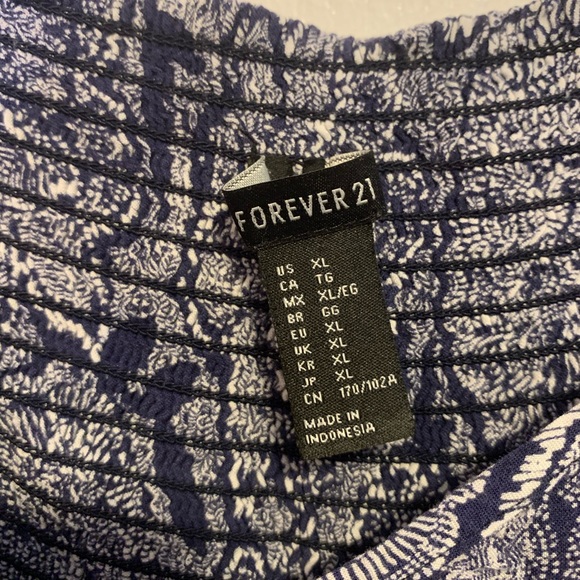 FOREVER 21
US XL
CA TG
MX XL/EG
BR GG
EU XL
UK XL
KR XL
JP XL
CN 170/102A
MADE IN
INDONESIA